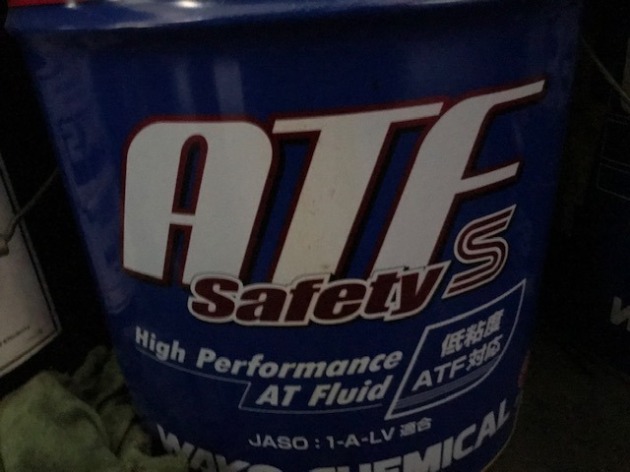 ATF
Safety S
High Performance
AT Fluid
低粘度
ATF対応
JASO : 1-A-LV 適合
WAKO CHEMICAL